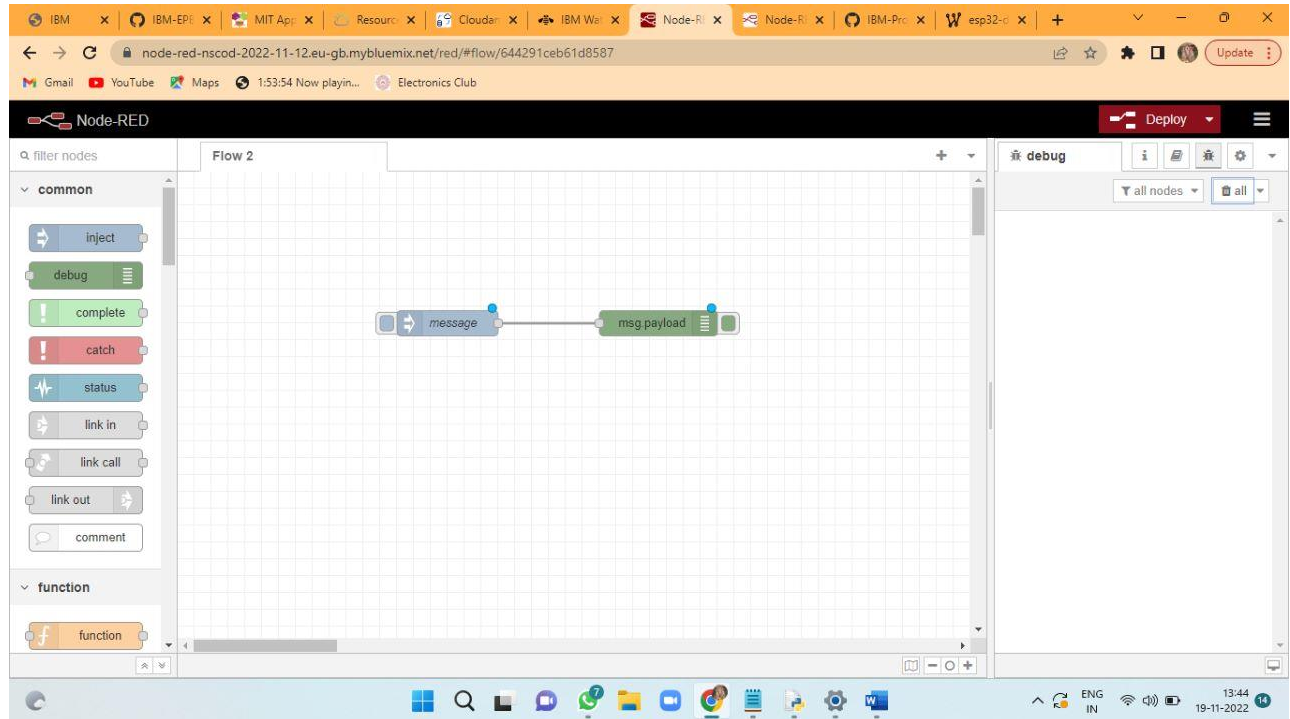 IBM
IBM-EPB
MIT App
Resourc
Cloudan
IBM Wat
Node-R
Node-R
IBM-Pro
esp32-d
node-red-nscod-2022-11-12.eu-gb.mybluemix.net/red/#flow/644291ceb61d8587
Update
Gmail YouTube Maps 1:53:54 Now playin... Electronics Club
Node-RED
Deploy
filter nodes
Flow 2
debug
i
common
all nodes
all
inject
debug
complete
message
msg.payload
catch
status
link in
link call
link out
comment
function
f function
7
W
ENG
IN
13:44
19-11-2022
14